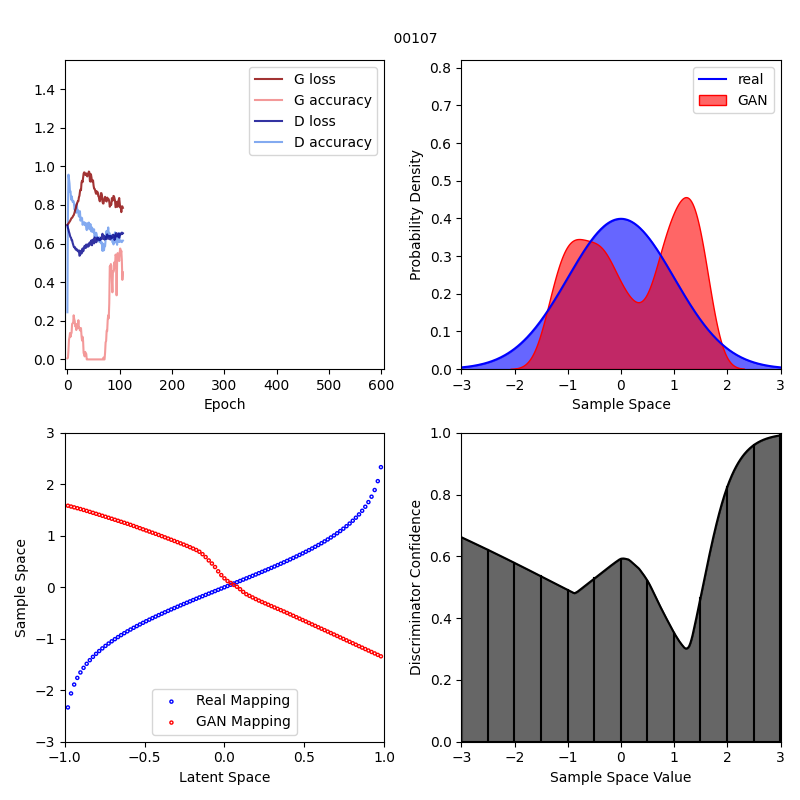 00107
1.4
1.2
1.0
0.8
0.6
0.4
0.2
0.0
0 100 200 300 400 500 600
Epoch
G loss
G accuracy
D loss
D accuracy
0.8
0.7
0.6
0.5
0.4
0.3
0.2
0.1
0.0
Probability Density
−3 −2 −1 0 1 2 3
Sample Space
real
GAN
3
2
1
0
−1
−2
−3
Sample Space
−1.0 −0.5 0.0 0.5 1.0
Latent Space
Real Mapping
GAN Mapping
1.0
0.8
0.6
0.4
0.2
0.0
Discriminator Confidence
−3 −2 −1 0 1 2 3
Sample Space Value